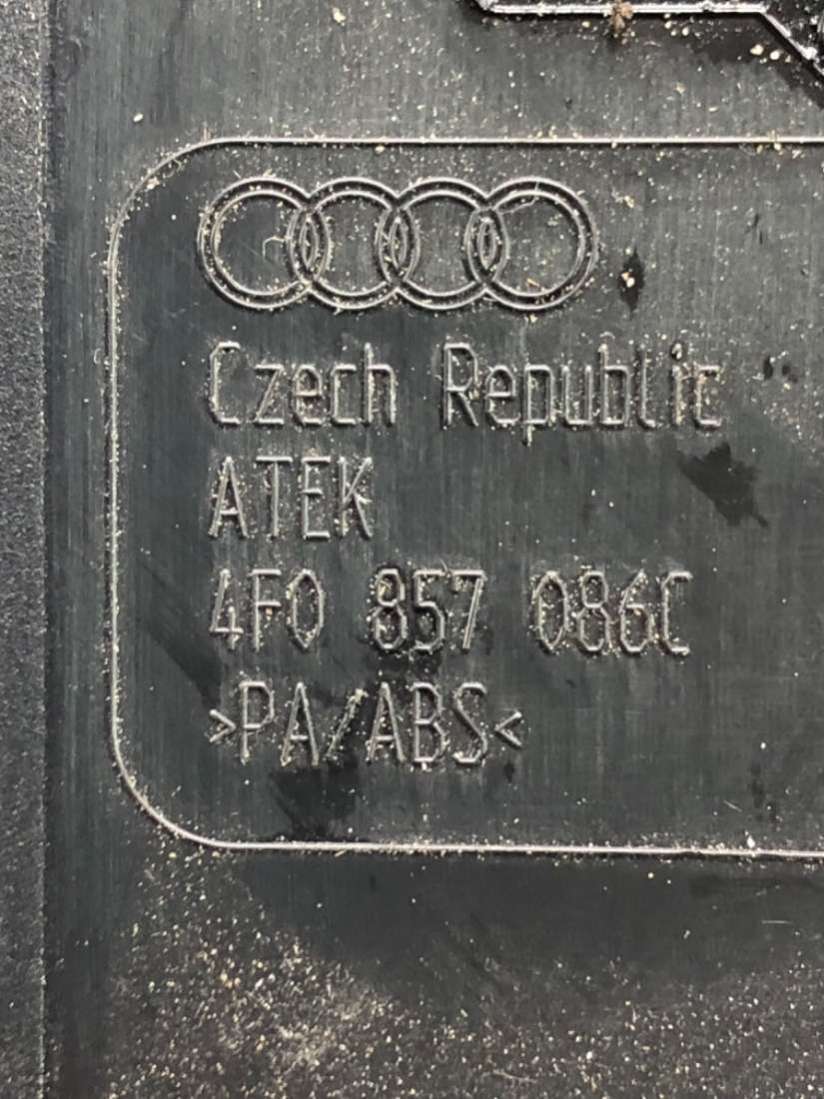 Czech Republic
ATEK
4F0 857 086C
>PA/ABS<